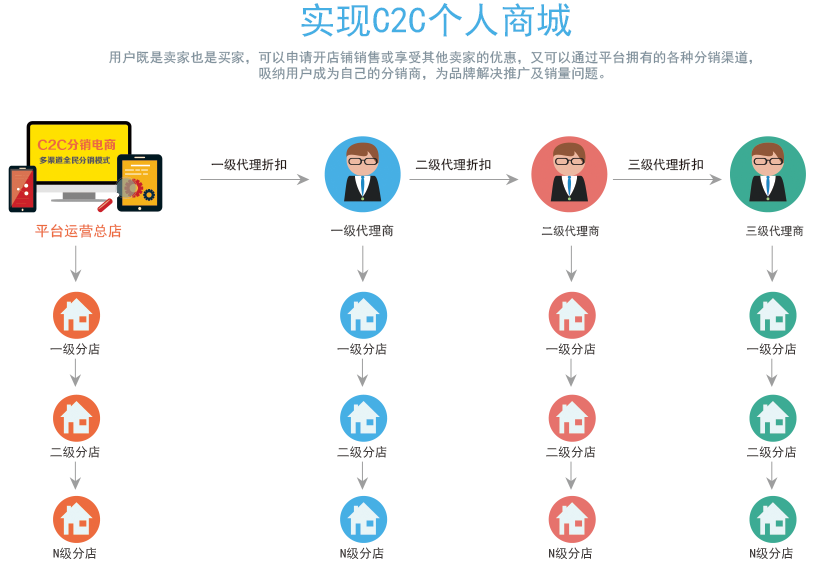 实现C2C个人商城
用户既是卖家也是买家，可以申请开店铺销售或享受其他卖家的优惠，又可以通过平台拥有的各种分销渠道，
吸纳用户成为自己的分销商，为品牌解决推广及销量问题。
C2C分销电商
多渠道全民分销模式
一级代理折扣
二级代理折扣
三级代理折扣
平台运营总店
一级代理商
二级代理商
三级代理商
一级分店
一级分店
一级分店
一级分店
二级分店
二级分店
二级分店
二级分店
N级分店
N级分店
N级分店
N级分店